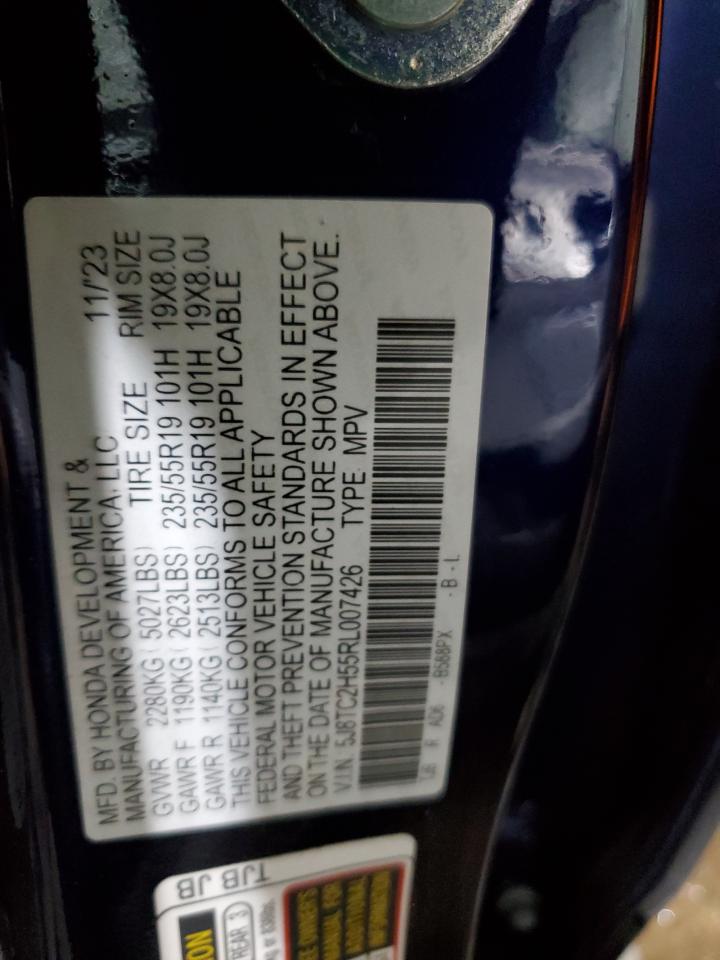 MFD. BY HONDA DEVELOPMENT & 11/'23
MANUFACTURING OF AMERICA, LLC
TIRE SIZE RIM SIZE
GVWR 2280KG ( 5027LBS)
GAWR F 1190KG ( 2623LBS) 235/55R19 101H 19X8.0J
GAWR R 1140KG ( 2513LBS) 235/55R19 101H 19X8.0J
THIS VEHICLE CONFORMS TO ALL APPLICABLE
FEDERAL MOTOR VEHICLE SAFETY
AND THEFT PREVENTION STANDARDS IN EFFECT
ON THE DATE OF MANUFACTURE SHOWN ABOVE.
V.I.N. 5J8TC2H55RL007426 TYPE MPV
R AD6 - B588PX - B - L
TJB JB
REAR 3